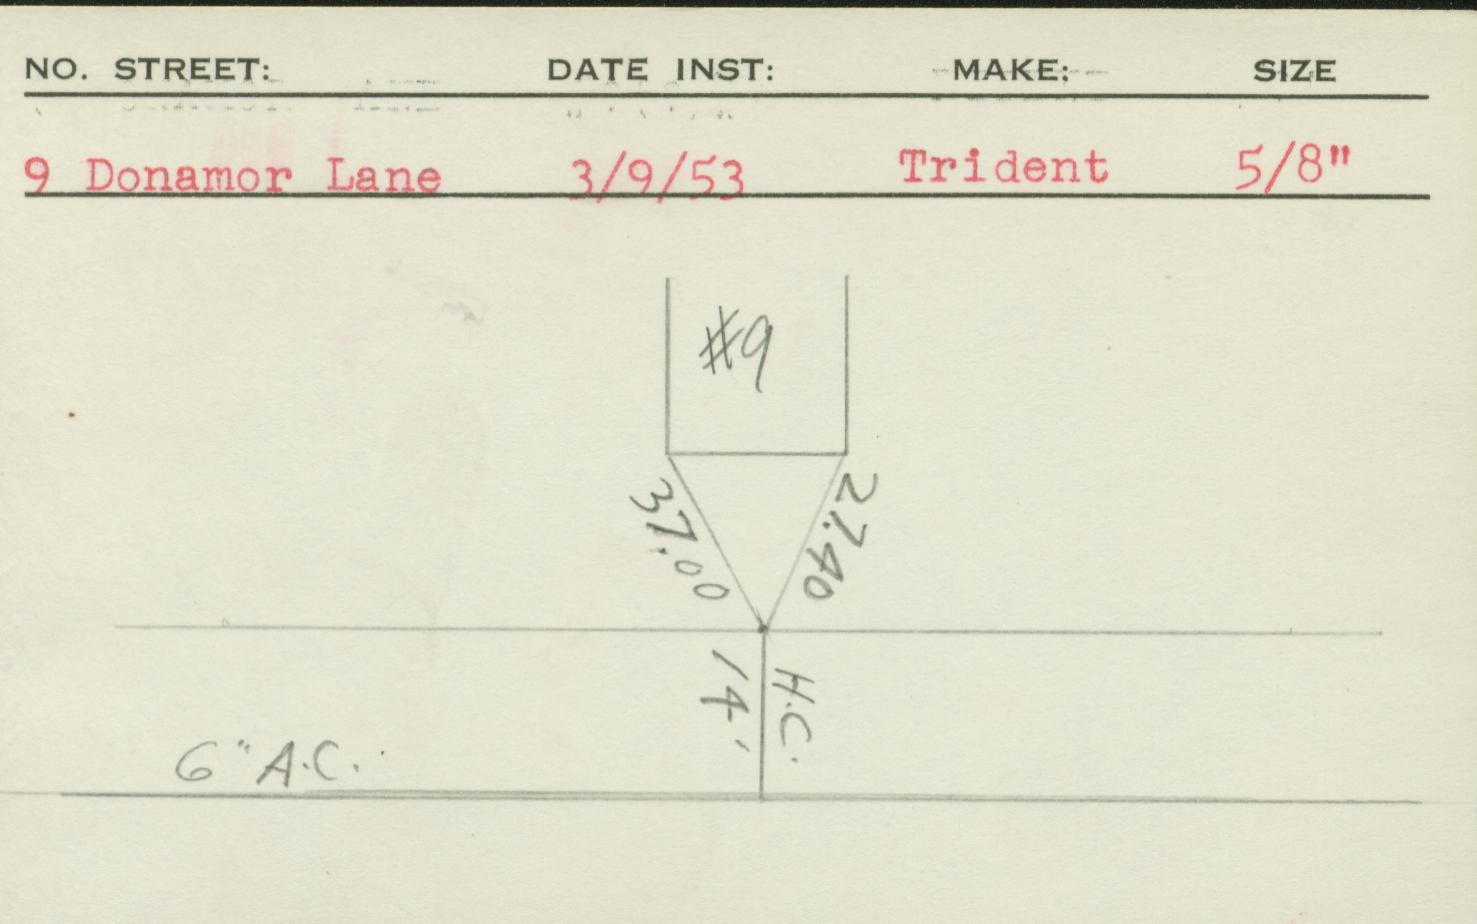 NO. STREET: DATE INST: MAKE: SIZE
9 Donamor Lane 3/9/53 Trident 5/8"
#9
37.00 27.40
14' H.C.
6" A.C.